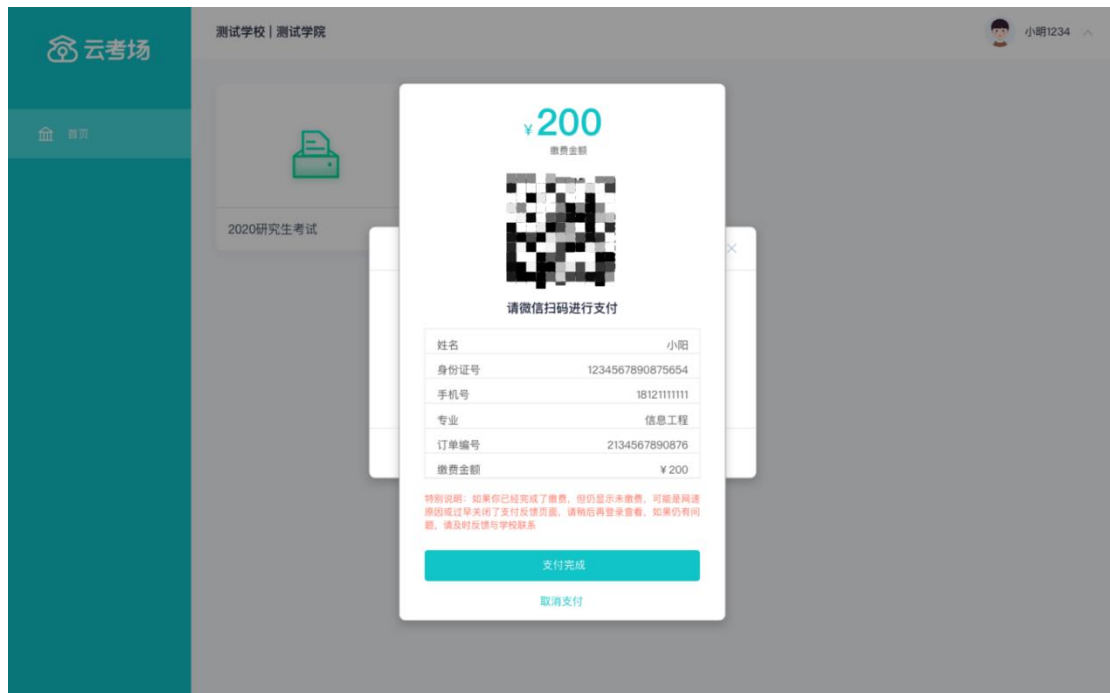 云考场
测试学校 | 测试学院
小明1234
首页
2020研究生考试
¥200
缴费金额
请微信扫码进行支付
姓名 小阳
身份证号 1234567890875654
手机号 18121111111
专业 信息工程
订单编号 2134567890876
缴费金额 ¥200
特别说明：如果你已经完成了缴费，但仍显示未缴费，可能是网速
原因或过早关闭了支付反馈页面，请稍后再登录查看，如果仍有问
题，请及时反馈与学校联系
支付完成
取消支付